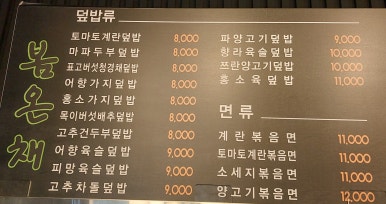 봄온채
덮밥류
토마토계란덮밥 8,000
마파두부덮밥 8,000
표고버섯청경채덮밥 8,000
어향가지덮밥 8,000
홍소가지덮밥 8,000
목이버섯배추덮밥 8,000
고추건두부덮밥 8,000
어향육슬덮밥 9,000
피망육슬덮밥 9,000
고추차돌덮밥 9,000
파양고기덮밥 9,000
향라육슬덮밥 10,000
쯔란양고기덮밥 10,000
홍소육덮밥 11,000
면류
계란볶음면 11,000
토마토계란볶음면 11,000
소세지볶음면 11,000
양고기볶음면 12,000